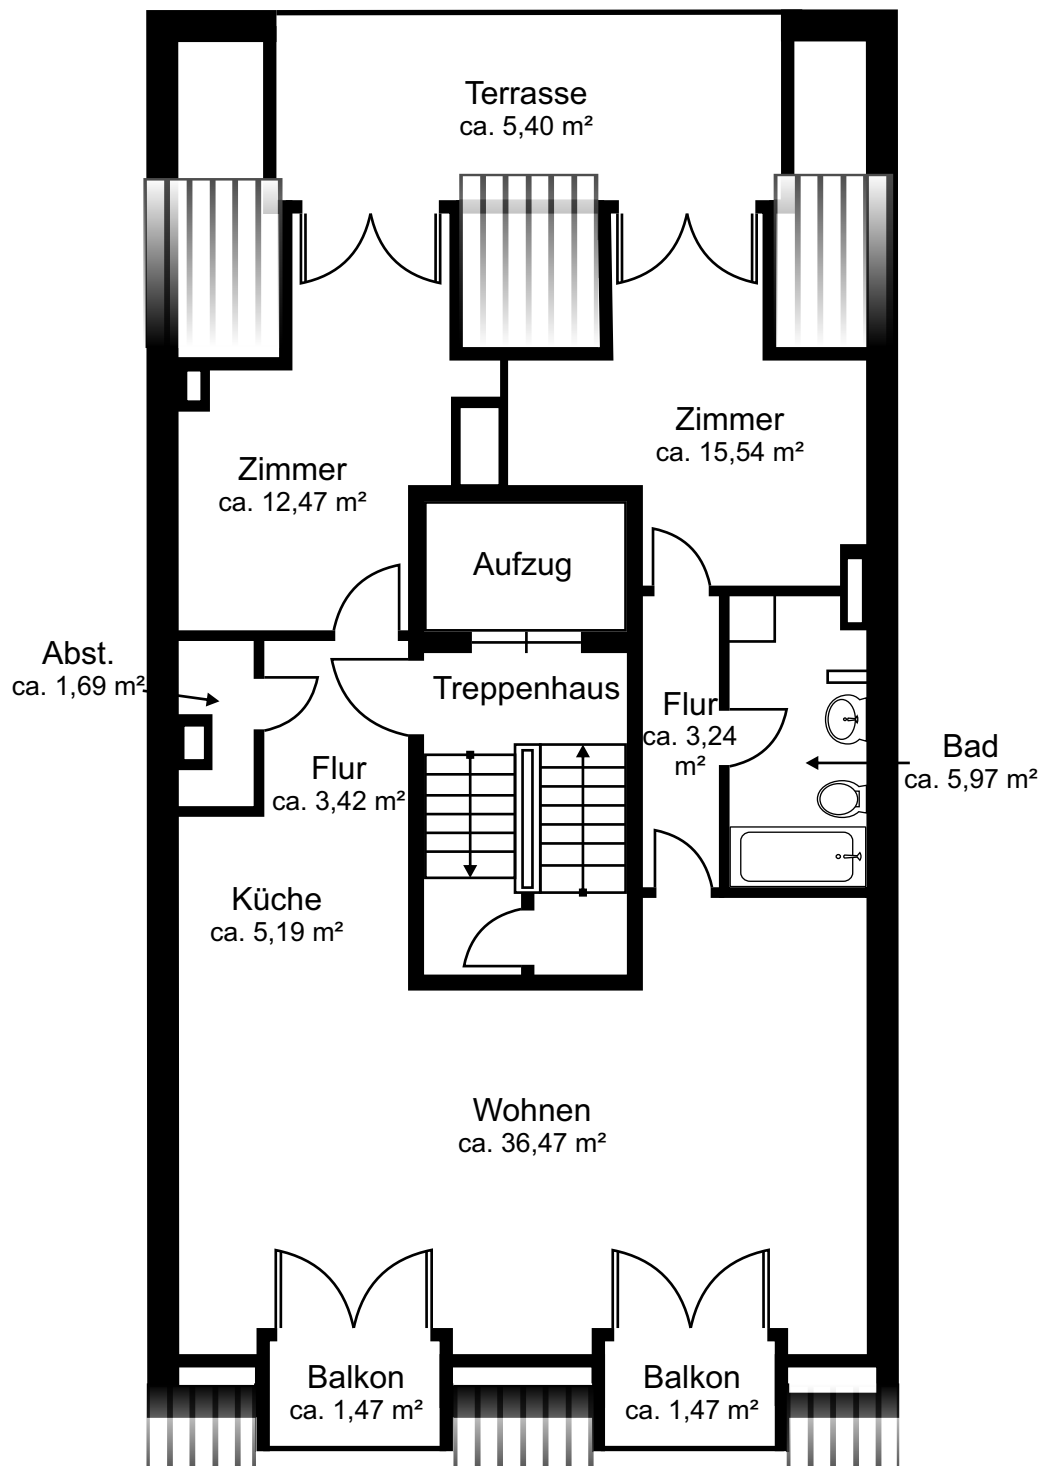 Terrasse
ca. 5,40 m²
Zimmer
ca. 15,54 m²
Zimmer
ca. 12,47 m²
Aufzug
Abst.
ca. 1,69 m²
Treppenhaus
Flur
ca. 3,24
m²
Bad
ca. 5,97 m²
Flur
ca. 3,42 m²
Küche
ca. 5,19 m²
Wohnen
ca. 36,47 m²
Balkon
ca. 1,47 m²
Balkon
ca. 1,47 m²